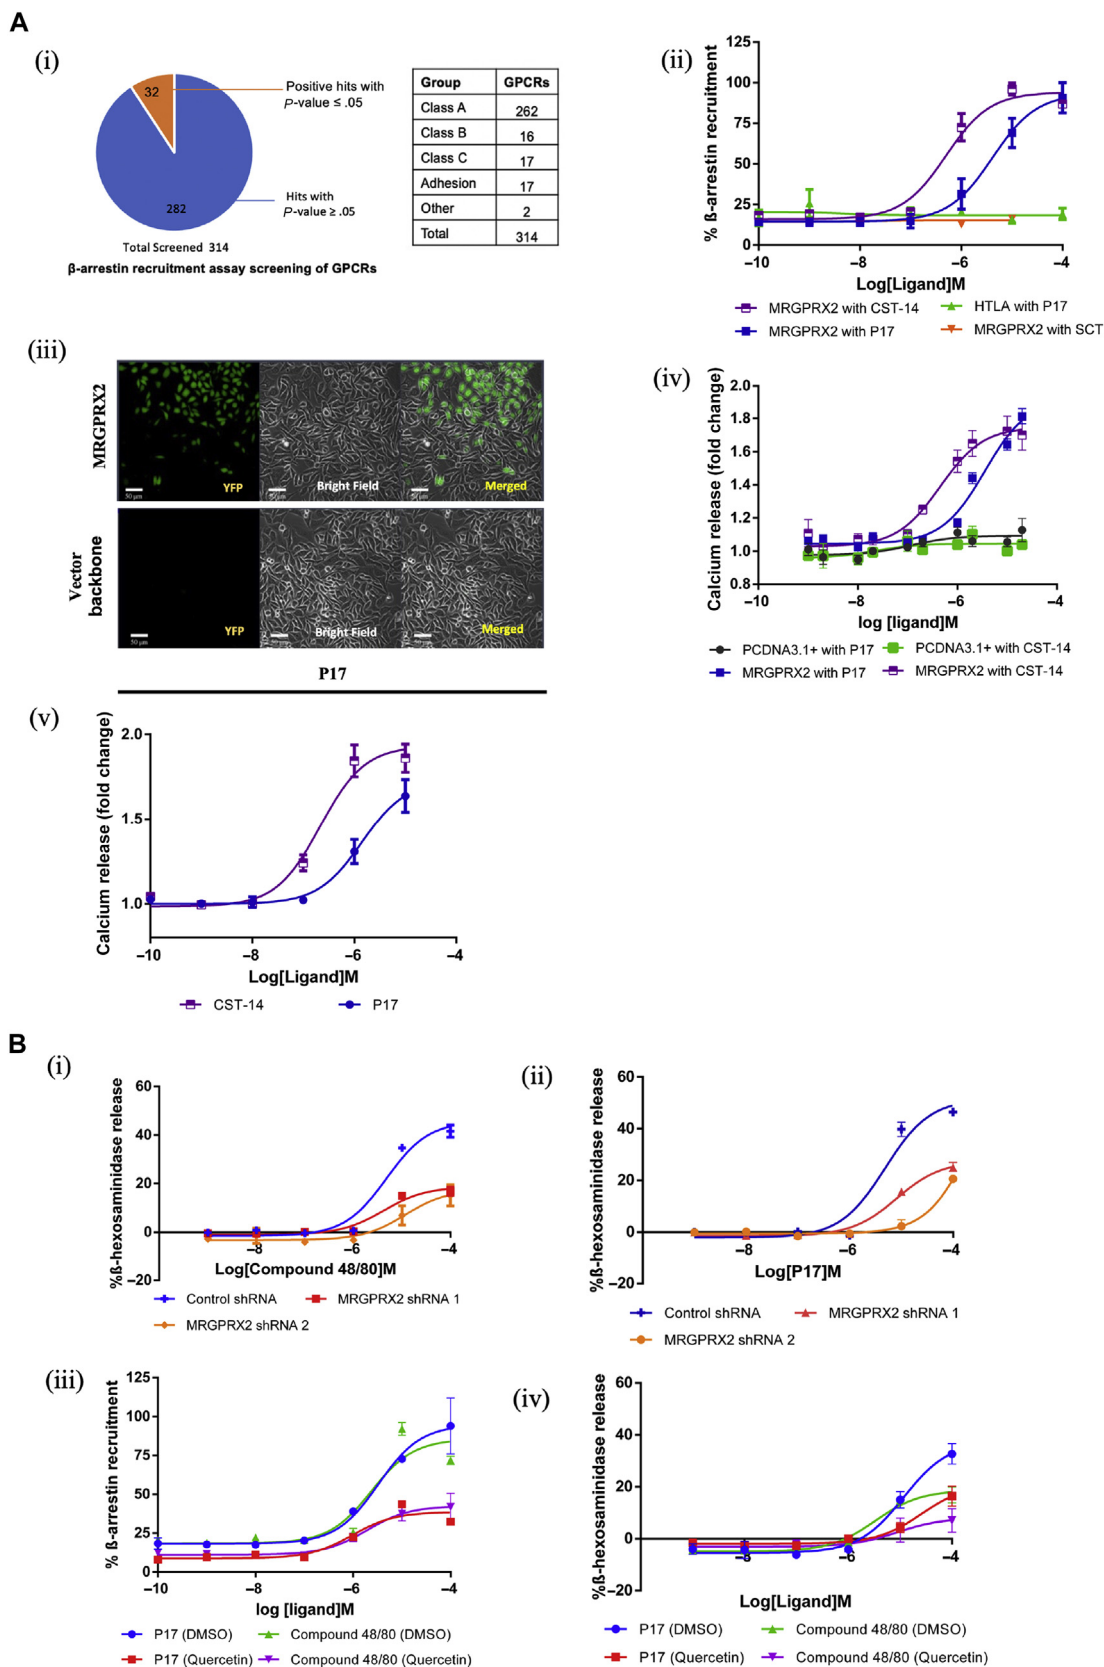 A
(i)
32
282
Positive hits with
P-value ≤ .05
Hits with
P-value ≥ .05
Total Screened 314
β-arrestin recruitment assay screening of GPCRs
Group GPCRs
Class A 262
Class B 16
Class C 17
Adhesion 17
Other 2
Total 314
(ii)
% ß-arrestin recruitment
125
100
75
50
25
0
−10 −8 −6 −4
Log[Ligand]M
MRGPRX2 with CST-14 HTLA with P17
MRGPRX2 with P17 MRGPRX2 with SCT
(iii)
MRGPRX2
YFP Bright Field Merged
50 µm 50 µm 50 µm
Vector
backbone
YFP Bright Field Merged
50 µm 50 µm 50 µm
P17
(iv)
Calcium release (fold change)
2.0
1.8
1.6
1.4
1.2
1.0
0.8
−10 −8 −6 −4
log [ligand]M
PCDNA3.1+ with P17 PCDNA3.1+ with CST-14
MRGPRX2 with P17 MRGPRX2 with CST-14
(v)
Calcium release (fold change)
2.0
1.5
1.0
−10 −8 −6 −4
Log[Ligand]M
CST-14 P17
B
(i)
%ß-hexosaminidase release
60
40
20
0
−20
−8 −6 −4
Log[Compound 48/80]M
Control shRNA MRGPRX2 shRNA 1
MRGPRX2 shRNA 2
(ii)
%ß-hexosaminidase release
60
40
20
0
−20
−8 −6 −4
Log[P17]M
Control shRNA MRGPRX2 shRNA 1
MRGPRX2 shRNA 2
(iii)
% ß-arrestin recruitment
125
100
75
50
25
0
−10 −8 −6 −4
log [ligand]M
P17 (DMSO) Compound 48/80 (DMSO)
P17 (Quercetin) Compound 48/80 (Quercetin)
(iv)
%ß-hexosaminidase release
60
40
20
0
−20
−8 −6 −4
Log[Ligand]M
P17 (DMSO) Compound 48/80 (DMSO)
P17 (Quercetin) Compound 48/80 (Quercetin)